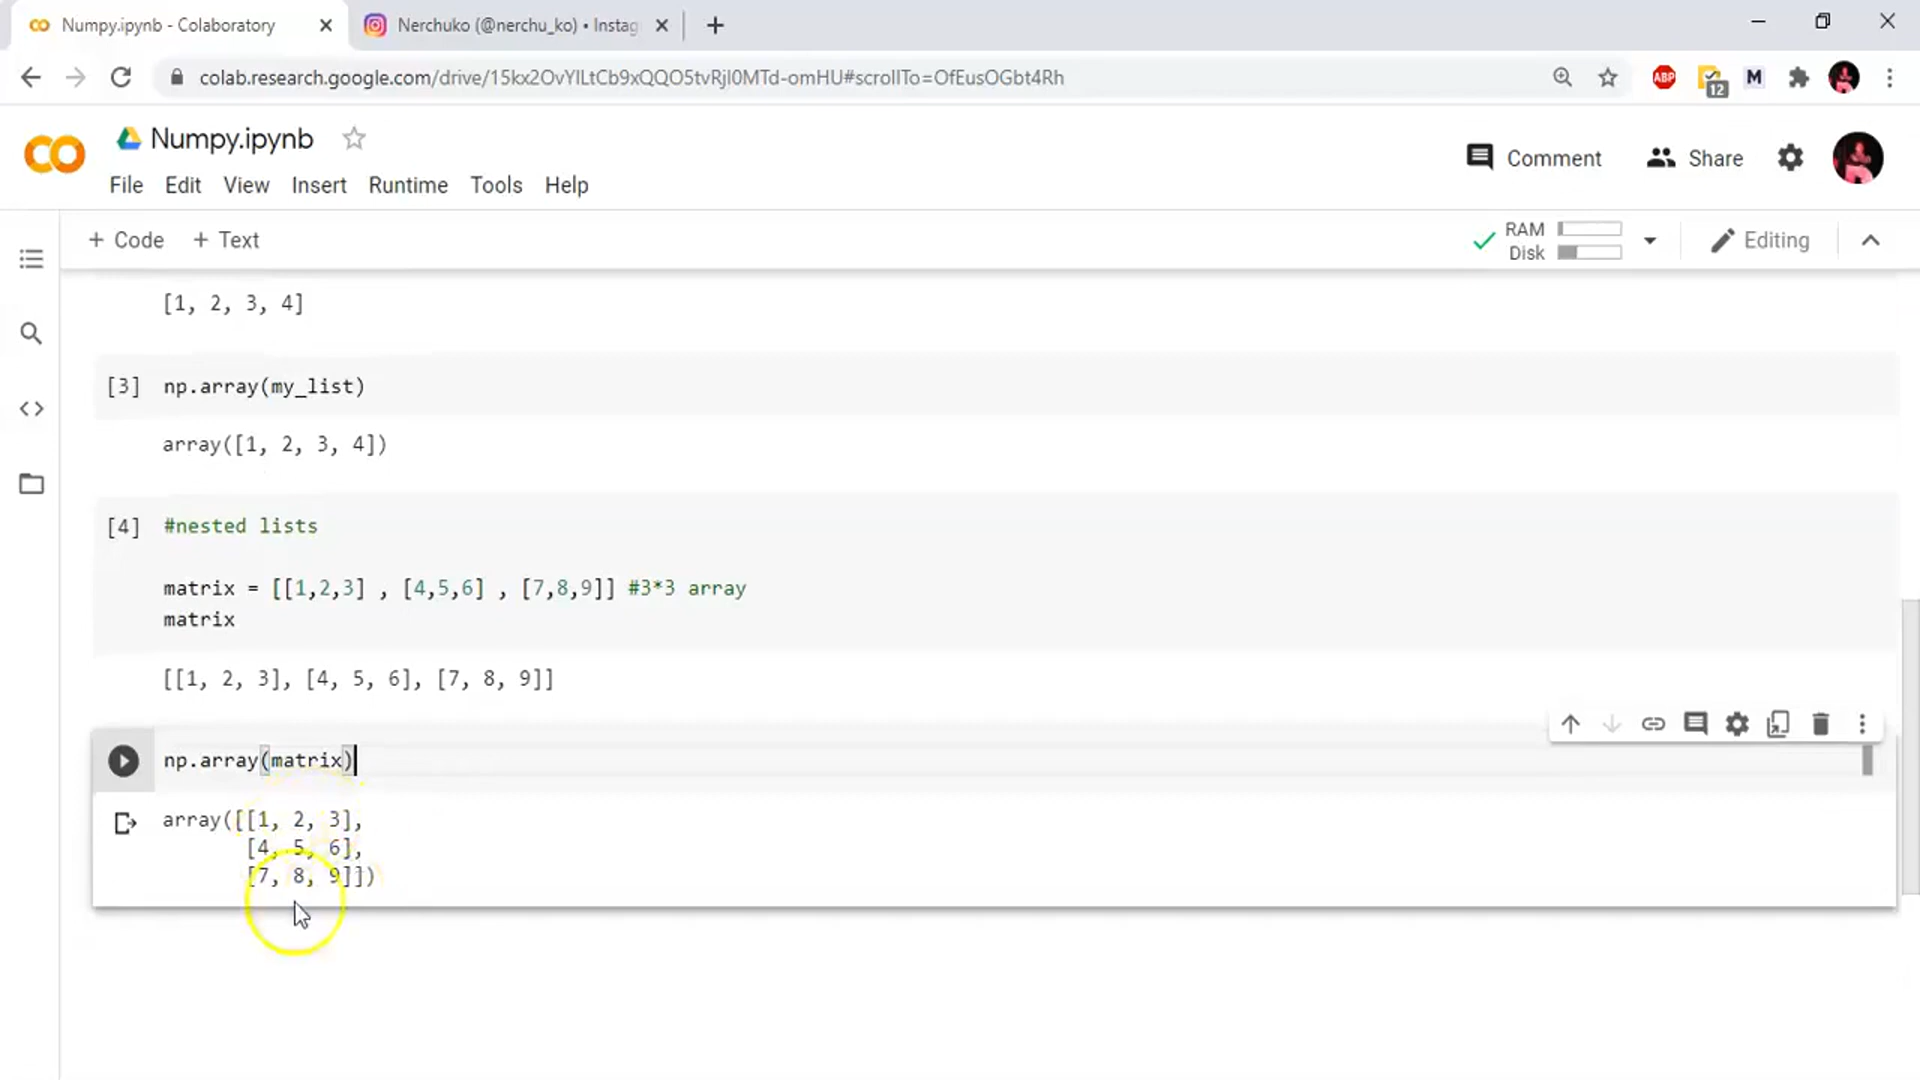 Numpy.ipynb - Colaboratory
Nerchuko (@nerchu_ko) • Instag
colab.research.google.com/drive/15kx2OvYILtCb9xQQO5tvRjI0MTd-omHU#scrollTo=OfEusOGbt4Rh
ABP
12
M
Numpy.ipynb
Comment
Share
File Edit View Insert Runtime Tools Help
+ Code + Text
RAM
Disk
Editing
[1, 2, 3, 4]
[3] np.array(my_list)
array([1, 2, 3, 4])
[4] #nested lists
matrix = [[1,2,3] , [4,5,6] , [7,8,9]] #3*3 array
matrix
[[1, 2, 3], [4, 5, 6], [7, 8, 9]]
np.array(matrix)
array([[1, 2, 3],
[4, 5, 6],
[7, 8, 9]])